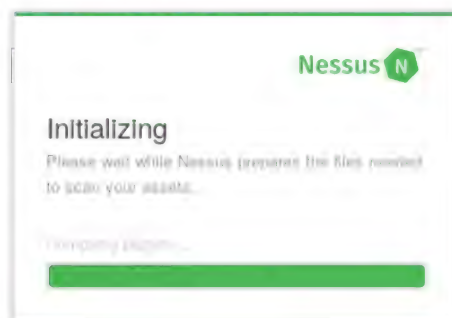 Nessus N
Initializing
Please wait while Nessus prepares the files needed
to scan your assets...
Compiling plugins...